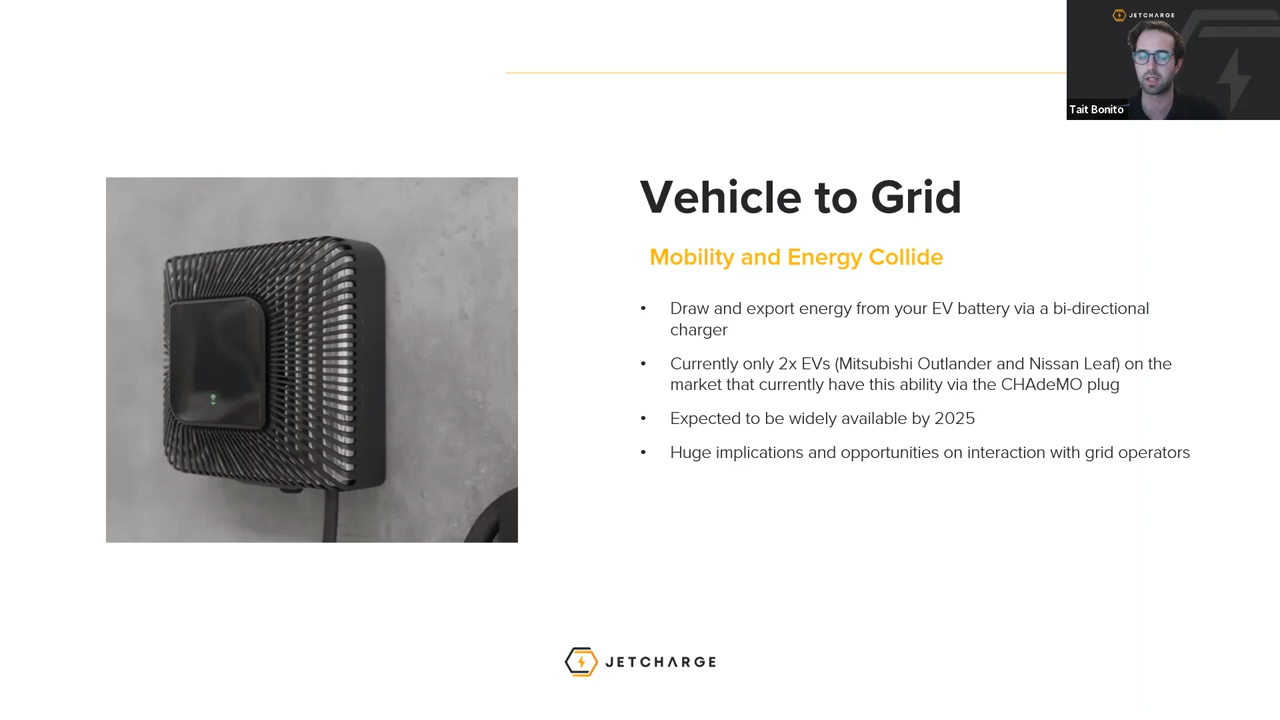 JETCHARGE
Tait Bonito
Vehicle to Grid
Mobility and Energy Collide
• Draw and export energy from your EV battery via a bi-directional
charger
• Currently only 2x EVs (Mitsubishi Outlander and Nissan Leaf) on the
market that currently have this ability via the CHAdeMO plug
• Expected to be widely available by 2025
• Huge implications and opportunities on interaction with grid operators
JETCHARGE